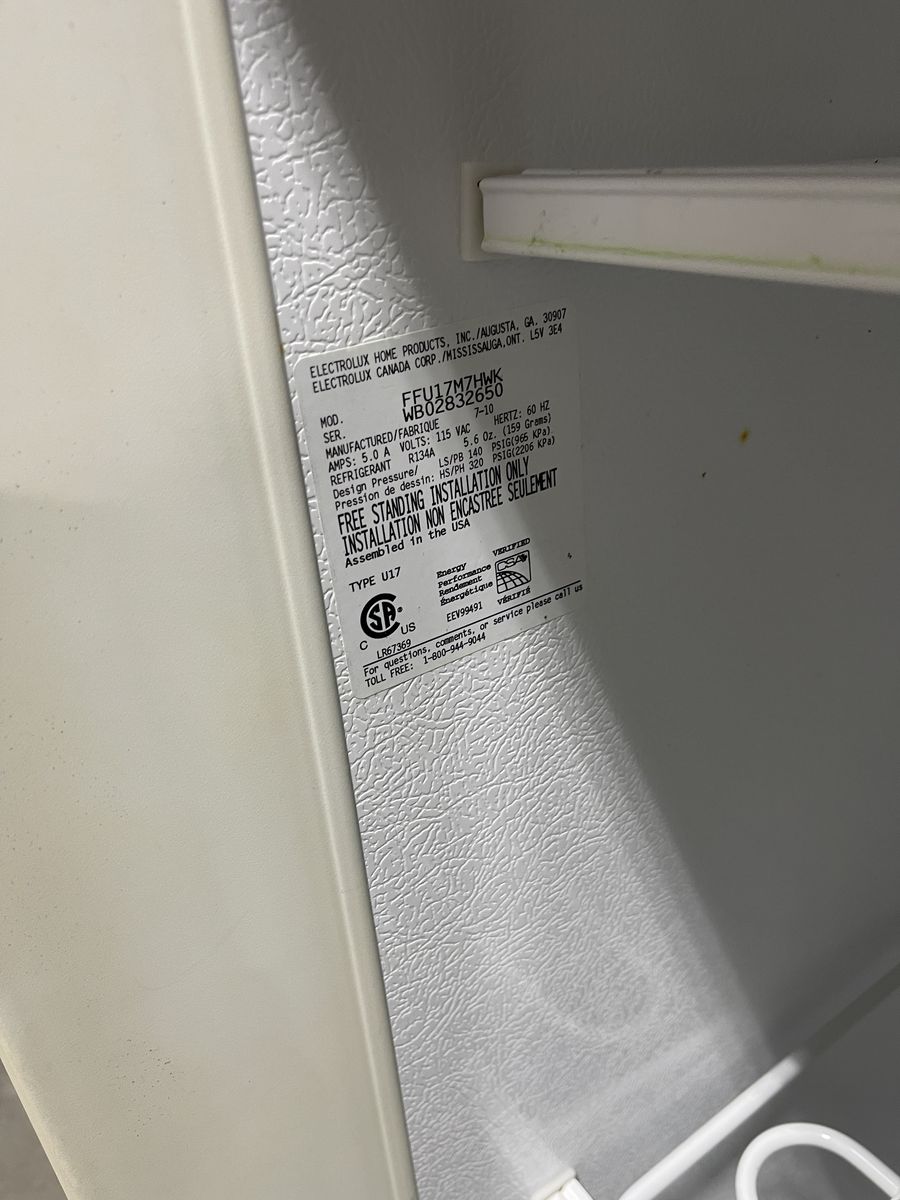 ELECTROLUX HOME PRODUCTS, INC./AUGUSTA, GA. 30907
ELECTROLUX CANADA CORP./MISSISSAUGA,ONT. L5V 3E4
MOD. FFU17M7HWK
SER. WB02832650
MANUFACTURED/FABRIQUE 7-10
AMPS: 5.0 A VOLTS: 115 VAC HERTZ: 60 HZ
REFRIGERANT R134A 5.6 Oz. (159 Grams)
Design Pressure/ LS/PB 140 PSIG(965 KPa)
Pression de dessin: HS/PH 320 PSIG(2206 KPa)
FREE STANDING INSTALLATION ONLY
INSTALLATION NON ENCASTREE SEULEMENT
Assembled in the USA
TYPE U17
Energy
Performance
Rendement
Énergétique
EEV99491
VERIFIED
CSA
VÉRIFIÉ
CSA
C US
LR67369
For questions, comments, or service please call us
TOLL FREE: 1-800-944-9044